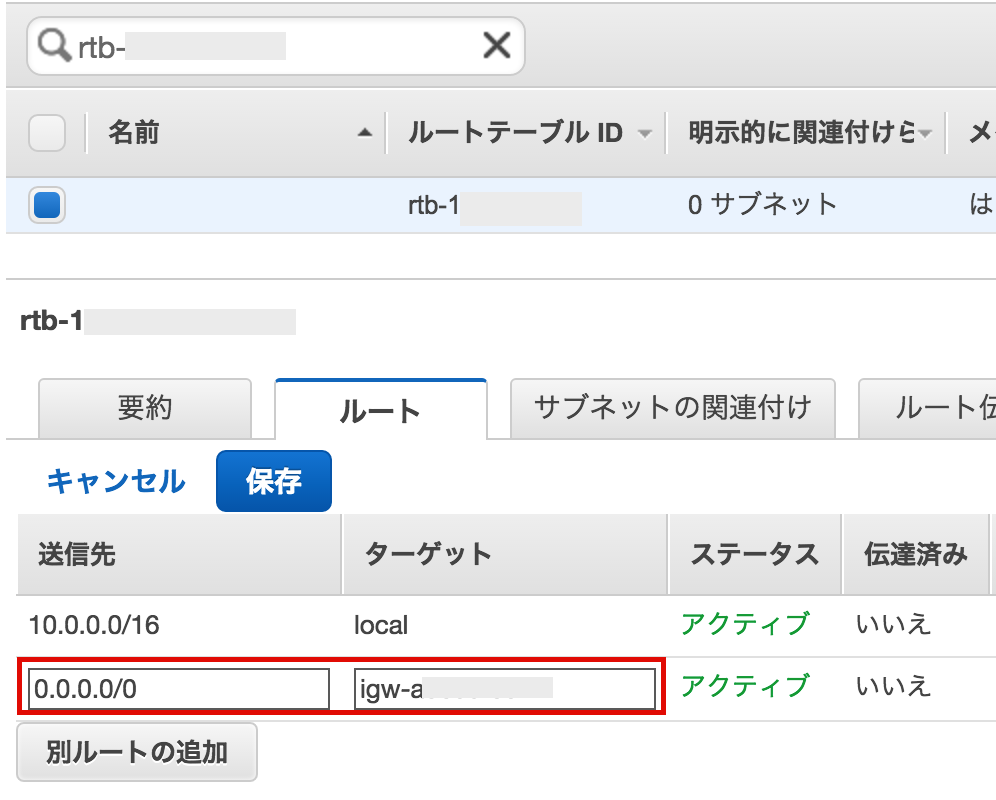 rtb-
名前 ルートテーブル ID 明示的に関連付けら
rtb-1 0 サブネット は
rtb-1
要約 ルート サブネットの関連付け ルート伝
キャンセル 保存
送信先 ターゲット ステータス 伝達済み
10.0.0.0/16 local アクティブ いいえ
0.0.0.0/0 igw-a アクティブ いいえ
別ルートの追加